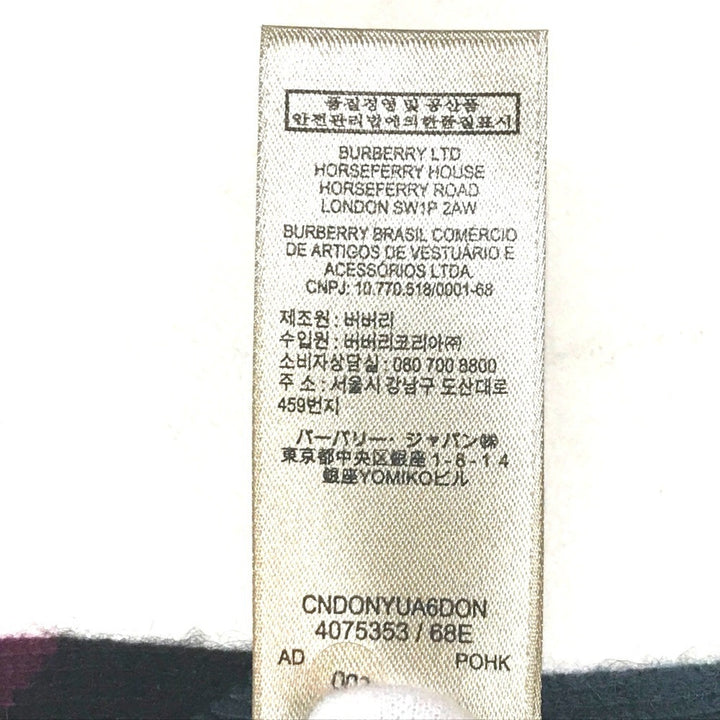 품질경영 및 공산품
안전관리법에의한품질표시
BURBERRY LTD
HORSEFERRY HOUSE
HORSEFERRY ROAD
LONDON SW1P 2AW
BURBERRY BRASIL COMÉRCIO
DE ARTIGOS DE VESTUÁRIO E
ACESSÓRIOS LTDA
CNPJ: 10.770.518/0001-68
제조원 : 버버리
수입원 : 버버리코리아㈜
소비자상담실 : 080 700 8800
주 소 : 서울시 강남구 도산대로
459번지
バーバリー・ジャパン㈱
東京都中央区銀座1-8-14
銀座YOMIKOビル
CNDONYUA6DON
4075353 / 68E
AD POHK